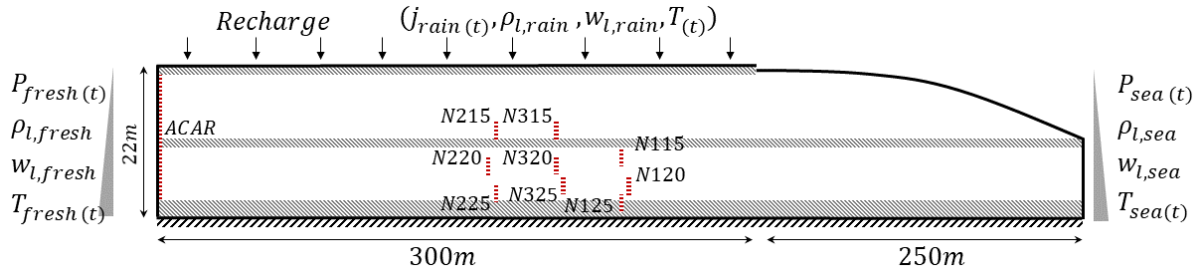 Recharge (j_rain (t), ρ_l,rain , w_l,rain, T_(t))
P_fresh (t)
ρ_l,fresh
w_l,fresh
T_fresh (t)
22m
ACAR
N215 N315
N115
N220 N320
N120
N225 N325 N125
P_sea (t)
ρ_l,sea
w_l,sea
T_sea(t)
300m 250m